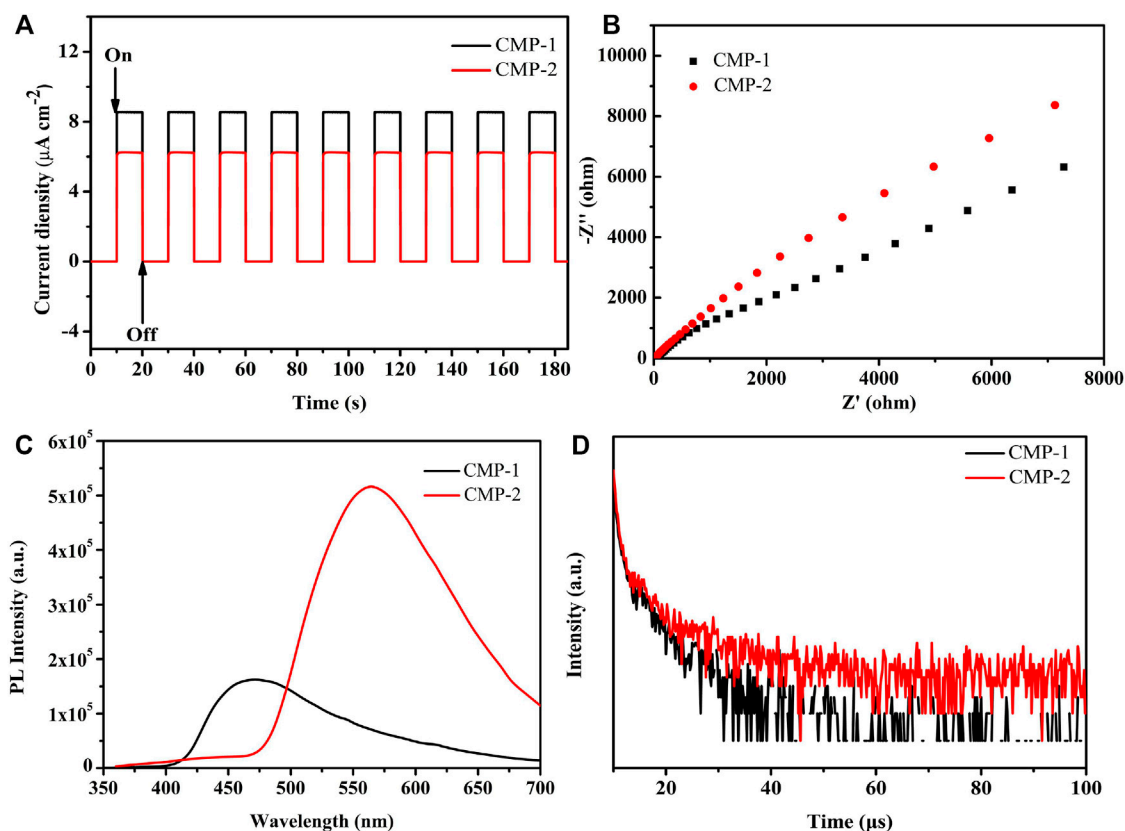 A
12
8
4
0
-4
Current diensity (μA cm⁻²)
On
Off
CMP-1
CMP-2
0 20 40 60 80 100 120 140 160 180
Time (s)
B
10000
8000
6000
4000
2000
0
-Z'' (ohm)
CMP-1
CMP-2
0 2000 4000 6000 8000
Z' (ohm)
C
6x10⁵
5x10⁵
4x10⁵
3x10⁵
2x10⁵
1x10⁵
0
PL Intensity (a.u.)
CMP-1
CMP-2
350 400 450 500 550 600 650 700
Wavelength (nm)
D
Intensity (a.u.)
CMP-1
CMP-2
20 40 60 80 100
Time (μs)